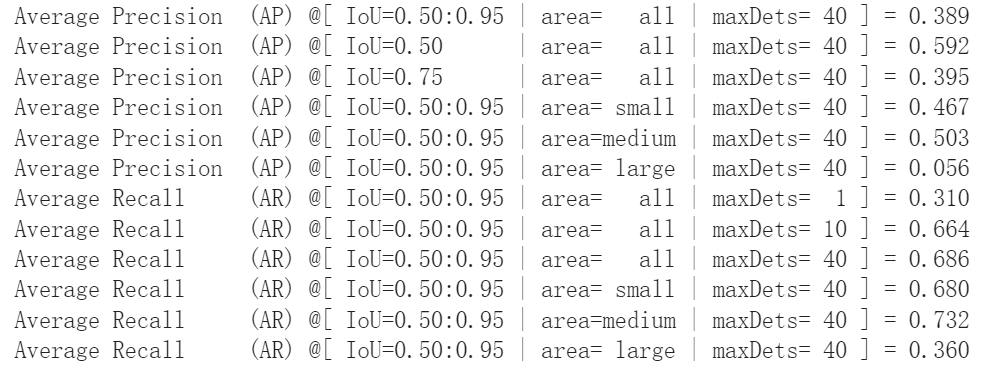 Average Precision  (AP) @[ IoU=0.50:0.95 | area=   all | maxDets= 40 ] = 0.389
Average Precision  (AP) @[ IoU=0.50      | area=   all | maxDets= 40 ] = 0.592
Average Precision  (AP) @[ IoU=0.75      | area=   all | maxDets= 40 ] = 0.395
Average Precision  (AP) @[ IoU=0.50:0.95 | area= small | maxDets= 40 ] = 0.467
Average Precision  (AP) @[ IoU=0.50:0.95 | area=medium | maxDets= 40 ] = 0.503
Average Precision  (AP) @[ IoU=0.50:0.95 | area= large | maxDets= 40 ] = 0.056
Average Recall     (AR) @[ IoU=0.50:0.95 | area=   all | maxDets=  1 ] = 0.310
Average Recall     (AR) @[ IoU=0.50:0.95 | area=   all | maxDets= 10 ] = 0.664
Average Recall     (AR) @[ IoU=0.50:0.95 | area=   all | maxDets= 40 ] = 0.686
Average Recall     (AR) @[ IoU=0.50:0.95 | area= small | maxDets= 40 ] = 0.680
Average Recall     (AR) @[ IoU=0.50:0.95 | area=medium | maxDets= 40 ] = 0.732
Average Recall     (AR) @[ IoU=0.50:0.95 | area= large | maxDets= 40 ] = 0.360